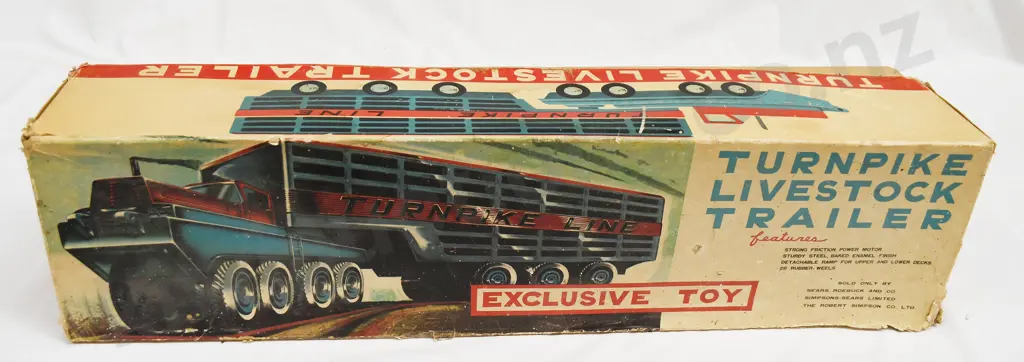 TURNPIKE LIVESTOCK TRAILER
TURNPIKE LINE
TURNPIKE LINE
TURNPIKE
LIVESTOCK
TRAILER
features
STRONG FRICTION POWER MOTOR
STURDY STEEL, BAKED ENAMEL FINISH
DETACHABLE RAMP FOR UPPER AND LOWER DECKS
28 RUBBER WEELS
SOLD ONLY BY
SEARS, ROEBUCK AND CO
SIMPSONS-SEARS LIMITED
THE ROBERT SIMPSON CO., LTD
EXCLUSIVE TOY